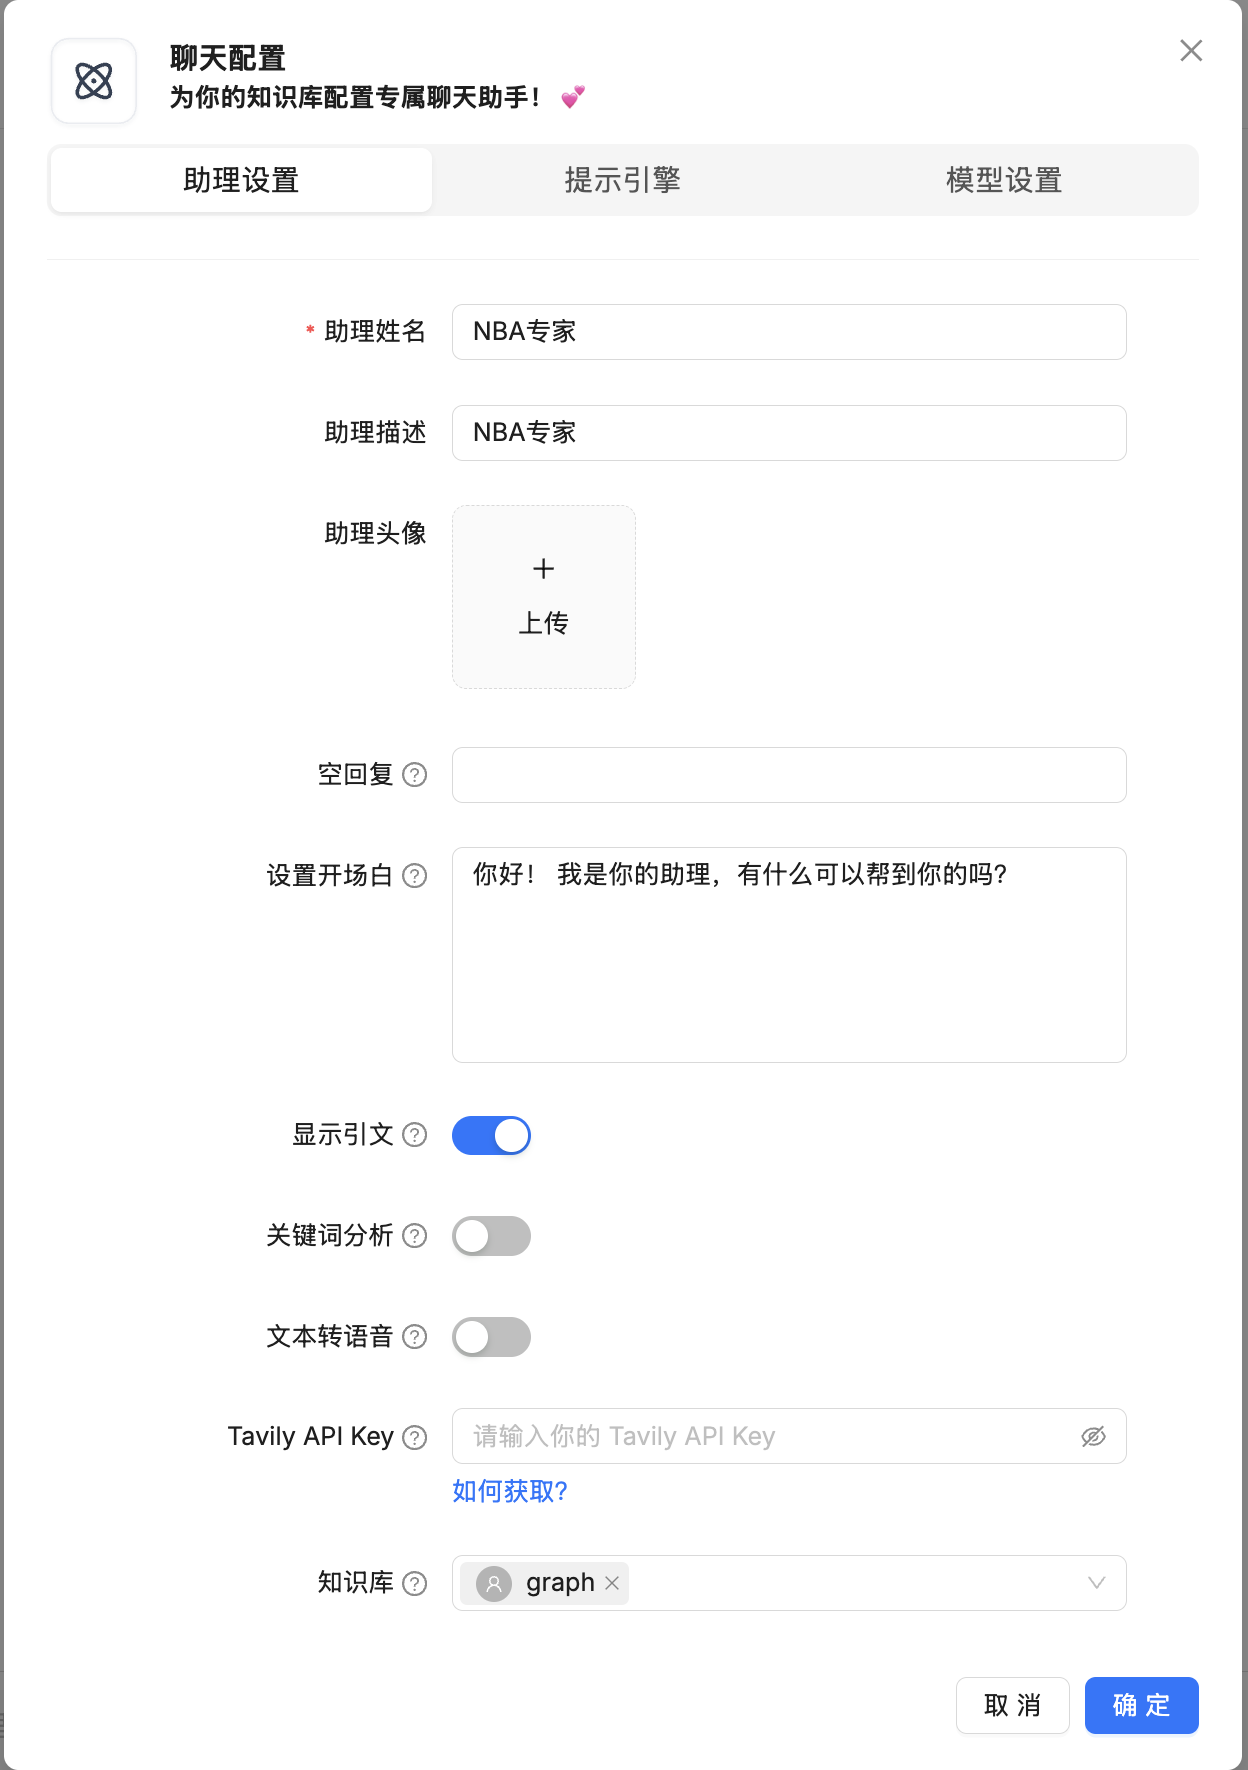 聊天配置
为你的知识库配置专属聊天助手！ 💕
助理设置
提示引擎
模型设置
* 助理姓名
NBA专家
助理描述
NBA专家
助理头像
上传
空回复
设置开场白
你好！ 我是你的助理，有什么可以帮到你的吗?
显示引文
关键词分析
文本转语音
Tavily API Key
请输入你的 Tavily API Key
如何获取?
知识库
graph
取 消
确 定